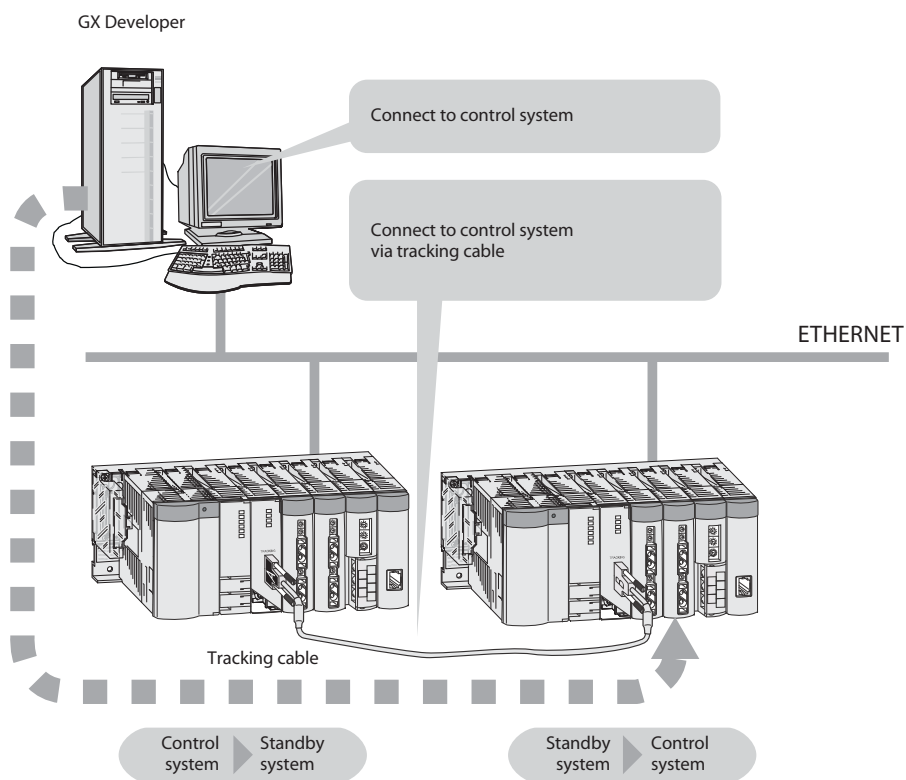 GX Developer
Connect to control system
Connect to control system
via tracking cable
ETHERNET
Tracking cable
Control
system
Standby
system
Standby
system
Control
system